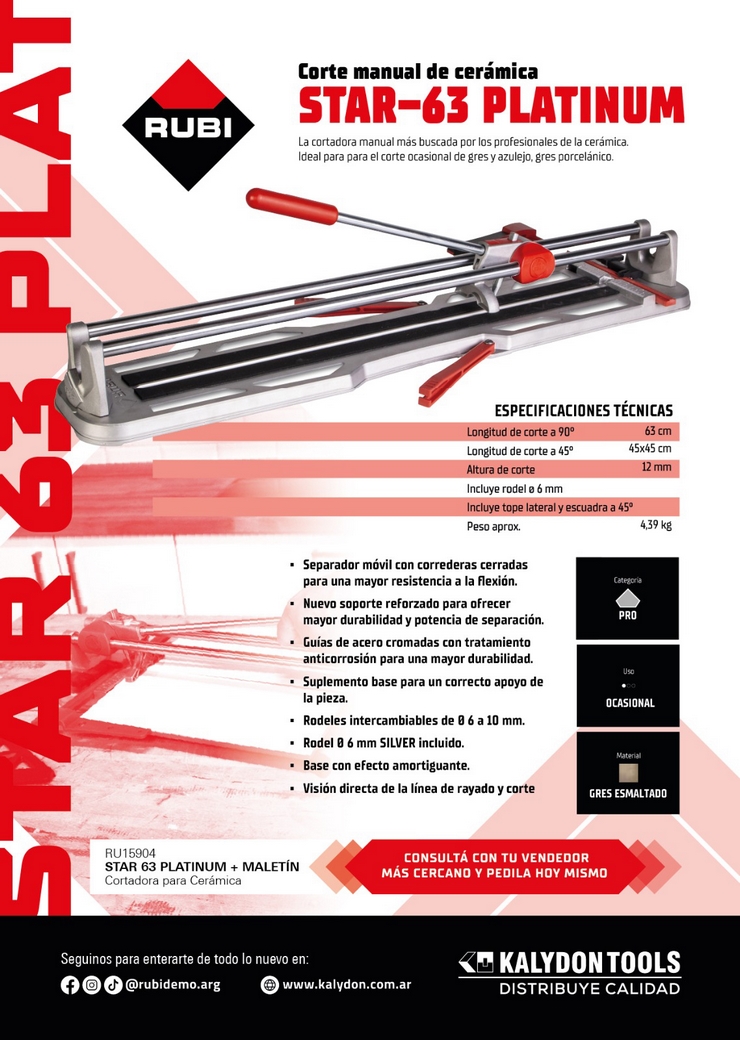 STAR 63 PLAT
RUBI
Corte manual de cerámica
STAR-63 PLATINUM
La cortadora manual más buscada por los profesionales de la cerámica.
Ideal para para el corte ocasional de gres y azulejo, gres porcelánico.
ESPECIFICACIONES TÉCNICAS
Longitud de corte a 90º 63 cm
Longitud de corte a 45º 45x45 cm
Altura de corte 12 mm
Incluye rodel ø 6 mm
Incluye tope lateral y escuadra a 45º
Peso aprox. 4,39 kg
▪ Separador móvil con correderas cerradas
para una mayor resistencia a la flexión.
▪ Nuevo soporte reforzado para ofrecer
mayor durabilidad y potencia de separación.
▪ Guías de acero cromadas con tratamiento
anticorrosión para una mayor durabilidad.
▪ Suplemento base para un correcto apoyo de
la pieza.
▪ Rodeles intercambiables de Ø 6 a 10 mm.
▪ Rodel Ø 6 mm SILVER incluido.
▪ Base con efecto amortiguante.
▪ Visión directa de la línea de rayado y corte
Categoría
PRO
Uso
OCASIONAL
Material
GRES ESMALTADO
RU15904
STAR 63 PLATINUM + MALETÍN
Cortadora para Cerámica
CONSULTÁ CON TU VENDEDOR
MÁS CERCANO Y PEDILA HOY MISMO
Seguinos para enterarte de todo lo nuevo en:
@rubidemo.arg
www.kalydon.com.ar
KALYDON TOOLS
DISTRIBUYE CALIDAD